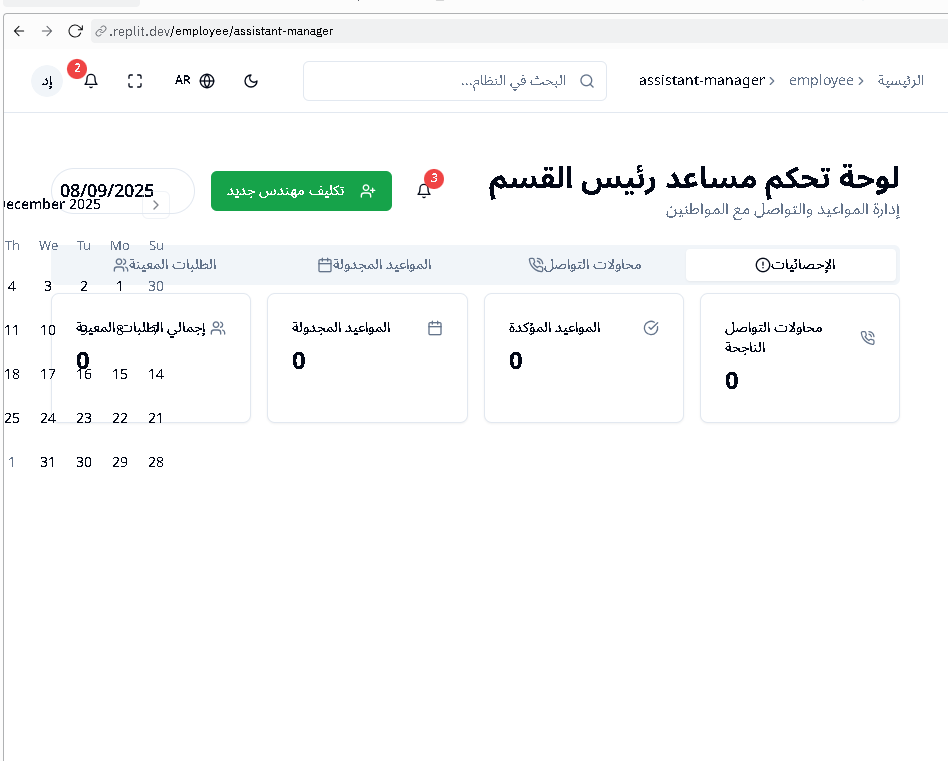 .replit.dev/employee/assistant-manager
الرئيسية
employee
assistant-manager
البحث في النظام...
AR
2
إد
لوحة تحكم مساعد رئيس القسم
إدارة المواعيد والتواصل مع المواطنين
3
تكليف مهندس جديد
08/09/2025
ecember 2025
Th We Tu Mo Su
الإحصائيات
محاولات التواصل
المواعيد المجدولة
الطلبات المعينة
4 3 2 1 30
محاولات التواصل
الناجحة
0
المواعيد المؤكدة
0
المواعيد المجدولة
0
إجمالي الطلبات المعينة
0
11 10 9 8 7
18 17 16 15 14
25 24 23 22 21
1 31 30 29 28